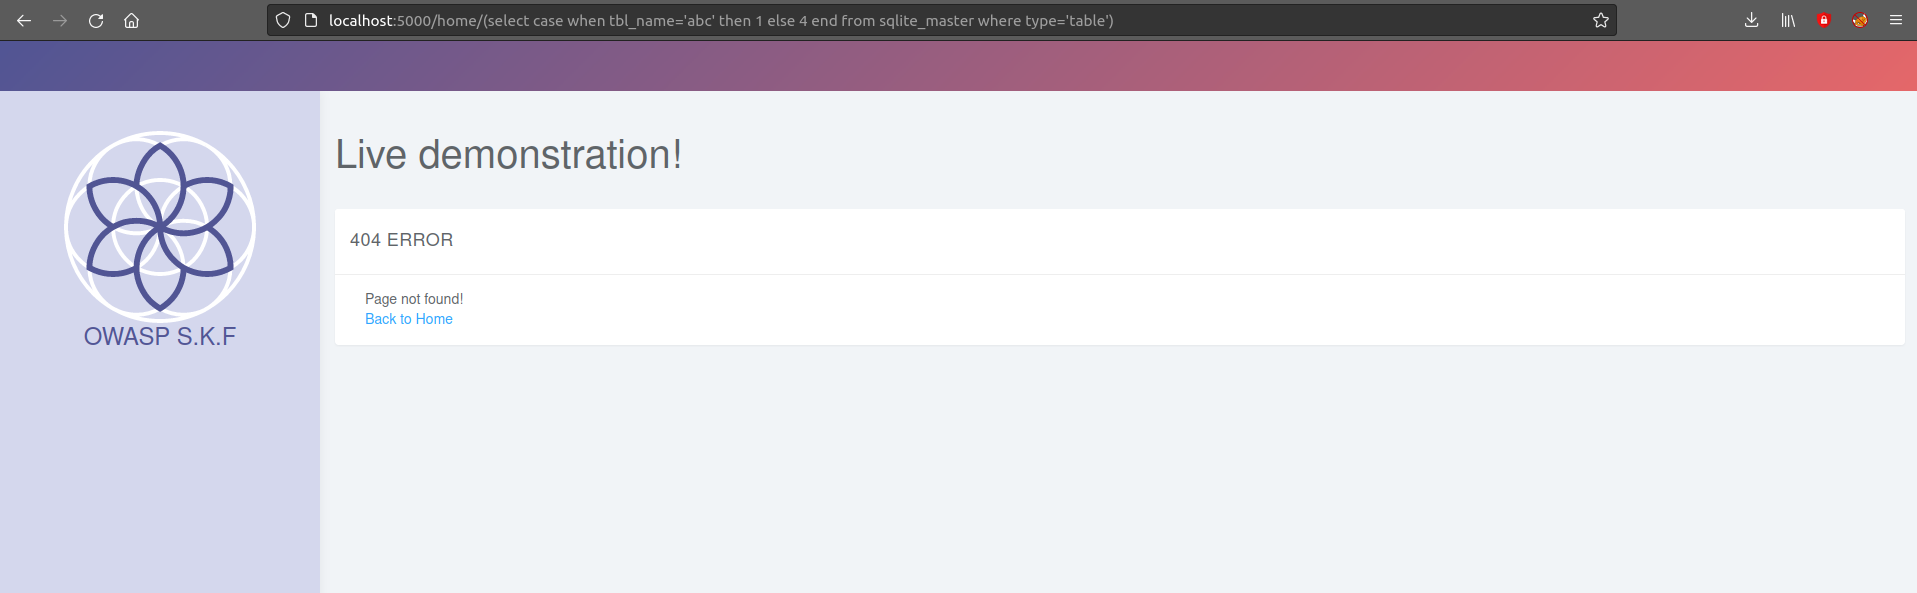 localhost:5000/home/(select case when tbl_name='abc' then 1 else 4 end from sqlite_master where type='table')
Live demonstration!
404 ERROR
Page not found!
Back to Home
OWASP S.K.F